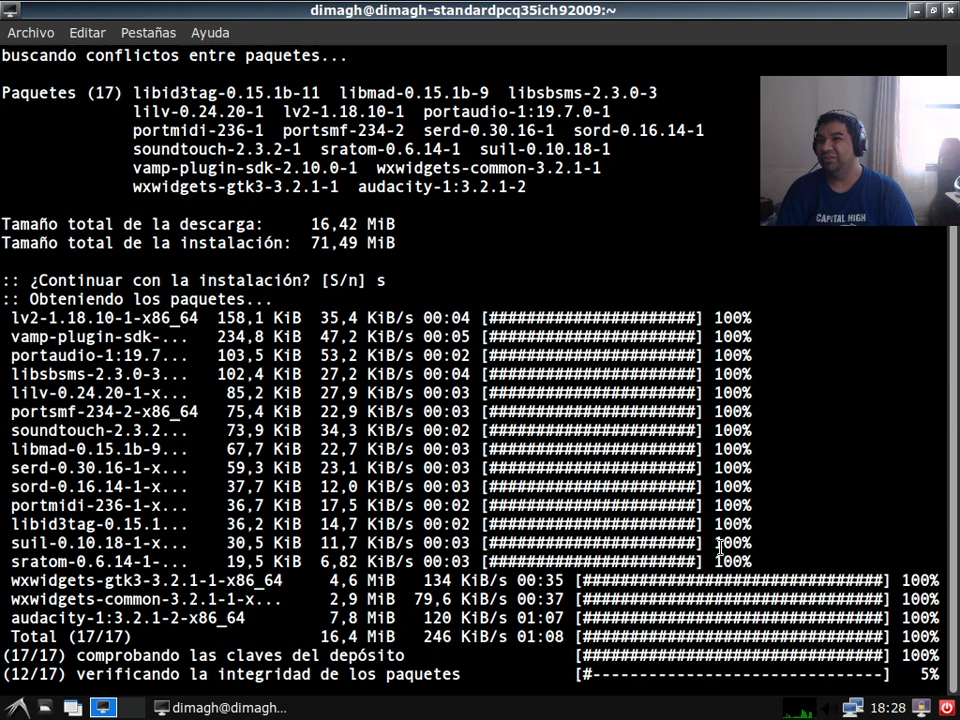 dimagh@dimagh-standardpcq35ich92009:~
Archivo Editar Pestañas Ayuda
buscando conflictos entre paquetes...
Paquetes (17) libid3tag-0.15.1b-11 libmad-0.15.1b-9 libsbsms-2.3.0-3
lilv-0.24.20-1 lv2-1.18.10-1 portaudio-1:19.7.0-1
portmidi-236-1 portsmf-234-2 serd-0.30.16-1 sord-0.16.14-1
soundtouch-2.3.2-1 sratom-0.6.14-1 suil-0.10.18-1
vamp-plugin-sdk-2.10.0-1 wxwidgets-common-3.2.1-1
wxwidgets-gtk3-3.2.1-1 audacity-1:3.2.1-2
CAPITAL HIGH
Tamaño total de la descarga: 16,42 MiB
Tamaño total de la instalación: 71,49 MiB
:: ¿Continuar con la instalación? [S/n] s
:: Obteniendo los paquetes...
lv2-1.18.10-1-x86_64 158,1 KiB 35,4 KiB/s 00:04 [######################] 100%
vamp-plugin-sdk-... 234,8 KiB 47,2 KiB/s 00:05 [######################] 100%
portaudio-1:19.7... 103,5 KiB 53,2 KiB/s 00:02 [######################] 100%
libsbsms-2.3.0-3... 102,4 KiB 27,2 KiB/s 00:04 [######################] 100%
lilv-0.24.20-1-x... 85,2 KiB 27,9 KiB/s 00:03 [######################] 100%
portsmf-234-2-x86_64 75,4 KiB 22,9 KiB/s 00:03 [######################] 100%
soundtouch-2.3.2... 73,9 KiB 34,3 KiB/s 00:02 [######################] 100%
libmad-0.15.1b-9... 67,7 KiB 22,7 KiB/s 00:03 [######################] 100%
serd-0.30.16-1-x... 59,3 KiB 23,1 KiB/s 00:03 [######################] 100%
sord-0.16.14-1-x... 37,7 KiB 12,0 KiB/s 00:03 [######################] 100%
portmidi-236-1-x... 36,7 KiB 17,5 KiB/s 00:02 [######################] 100%
libid3tag-0.15.1... 36,2 KiB 14,7 KiB/s 00:02 [######################] 100%
suil-0.10.18-1-x... 30,5 KiB 11,7 KiB/s 00:03 [######################] 100%
sratom-0.6.14-1-... 19,5 KiB 6,82 KiB/s 00:03 [######################] 100%
wxwidgets-gtk3-3.2.1-1-x86_64 4,6 MiB 134 KiB/s 00:35 [################################] 100%
wxwidgets-common-3.2.1-1-x... 2,9 MiB 79,6 KiB/s 00:37 [################################] 100%
audacity-1:3.2.1-2-x86_64 7,8 MiB 120 KiB/s 01:07 [################################] 100%
Total (17/17) 16,4 MiB 246 KiB/s 01:08 [################################] 100%
(17/17) comprobando las claves del depósito [################################] 100%
(12/17) verificando la integridad de los paquetes [#-------------------------------] 5%
dimagh@dimagh... 18:28